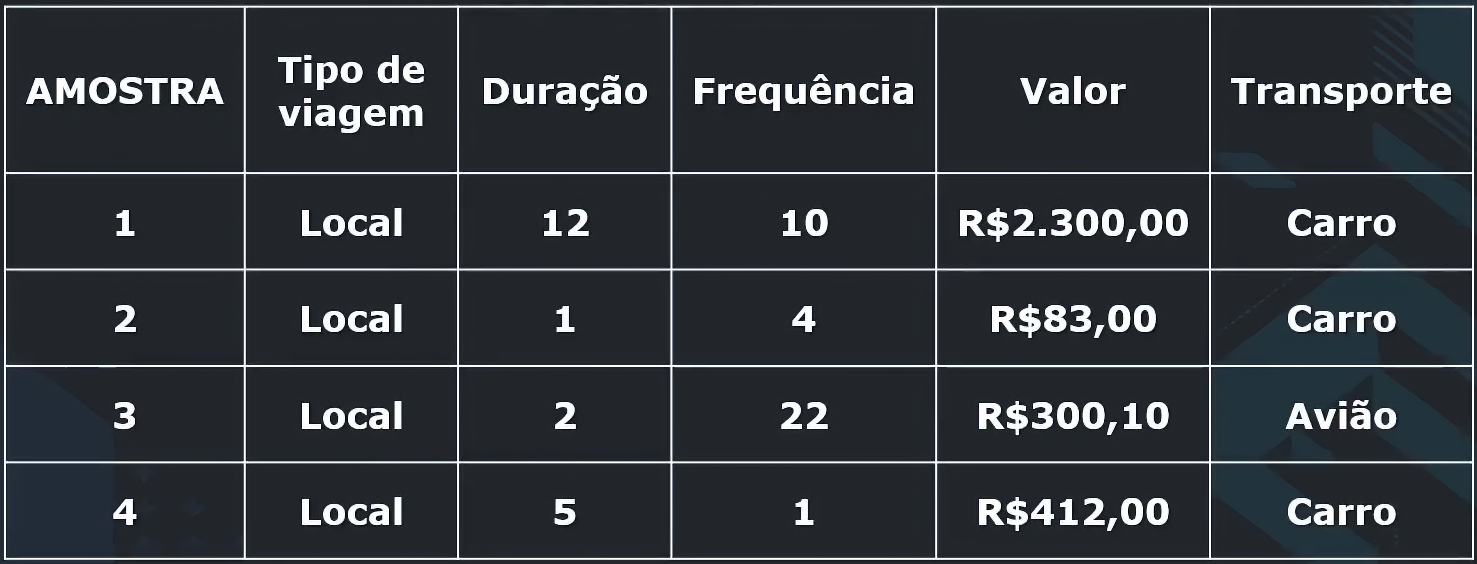 AMOSTRA Tipo de viagem Duração Frequência Valor Transporte
1 Local 12 10 R$2.300,00 Carro
2 Local 1 4 R$83,00 Carro
3 Local 2 22 R$300,10 Avião
4 Local 5 1 R$412,00 Carro